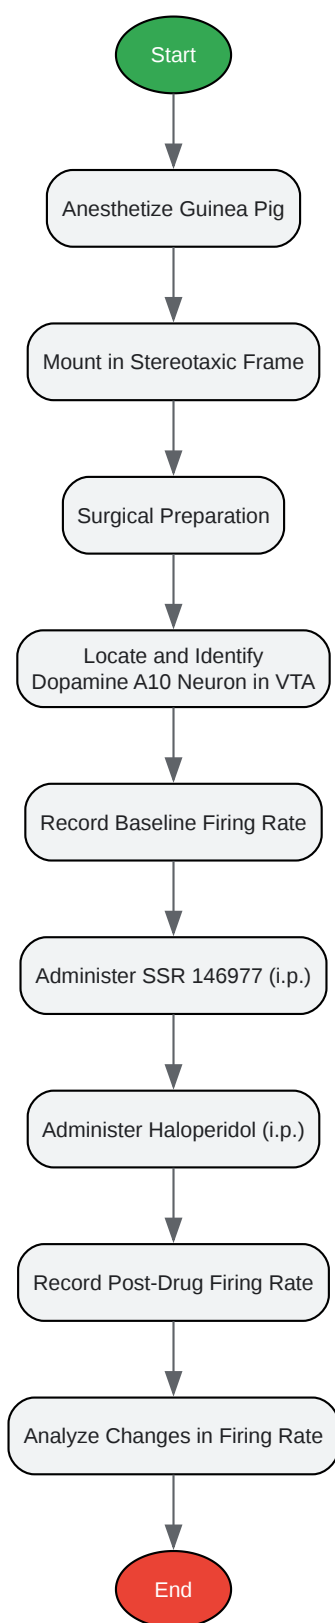 Start
Anesthetize Guinea Pig
Mount in Stereotaxic Frame
Surgical Preparation
Locate and Identify
Dopamine A10 Neuron in VTA
Record Baseline Firing Rate
Administer SSR 146977 (i.p.)
Administer Haloperidol (i.p.)
Record Post-Drug Firing Rate
Analyze Changes in Firing Rate
End